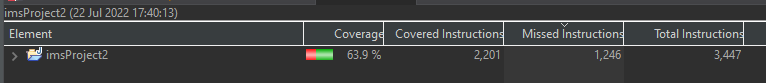 imsProject2 (22 Jul 2022 17:40:13)
Element Coverage Covered Instructions Missed Instructions Total Instructions
imsProject2 63.9 % 2,201 1,246 3,447